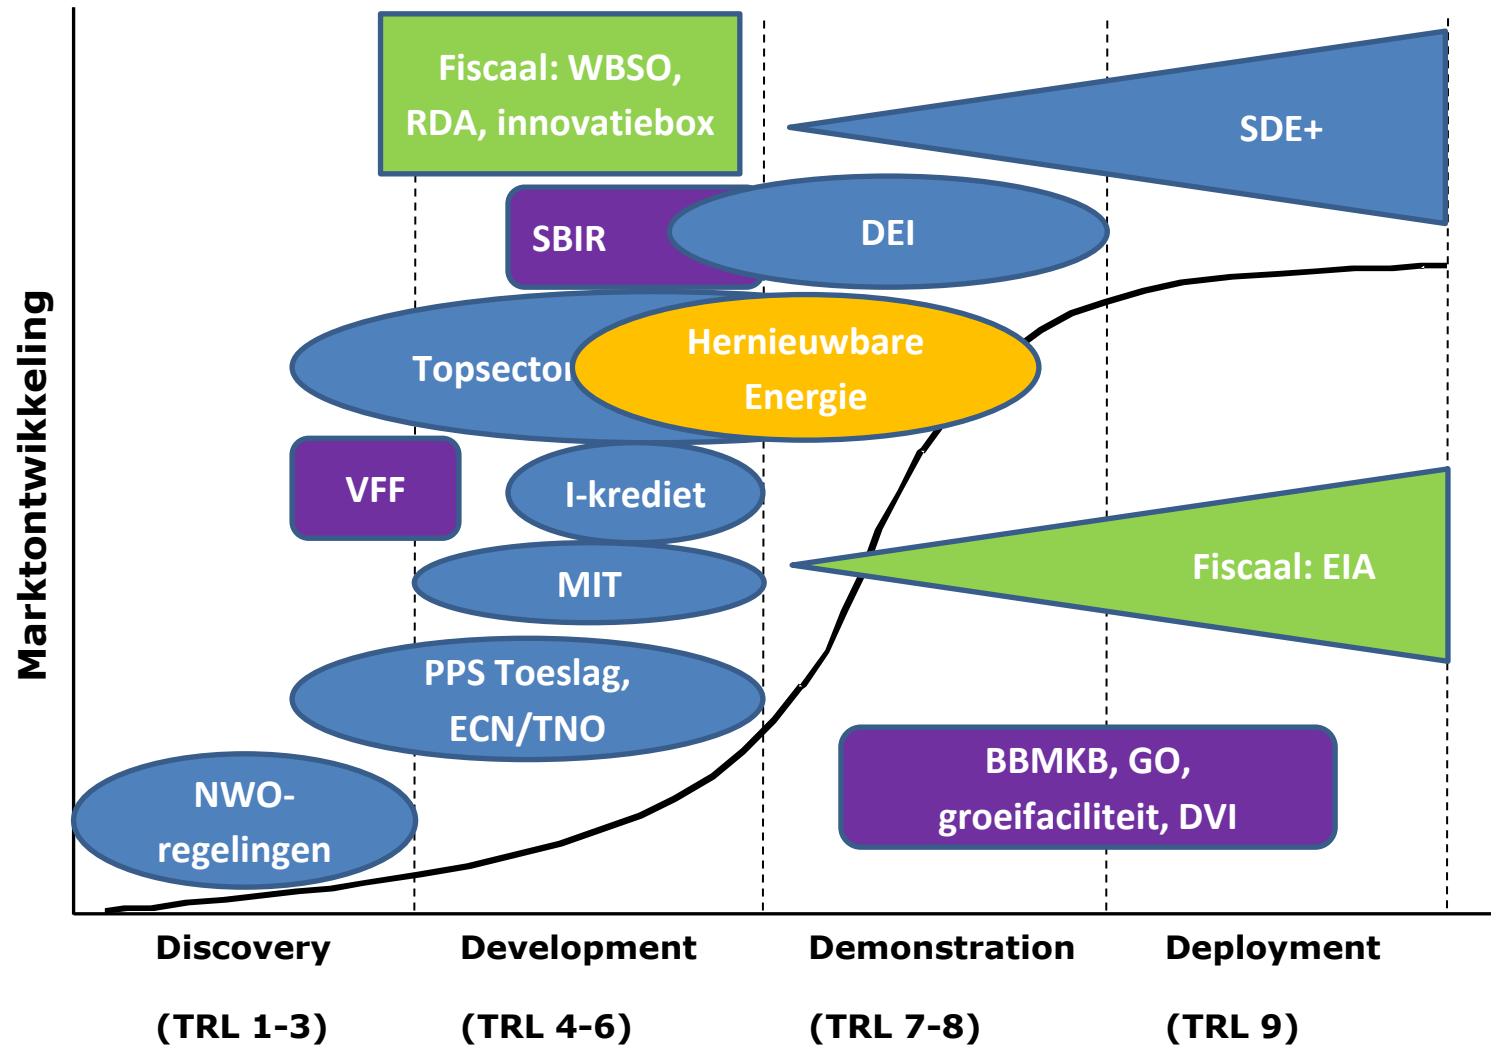 Fiscaal: WBSO,
RDA, innovatiebox
SDE+
SBIR
DEI
Topsector
Hernieuwbare
Energie
VFF
I-krediet
MIT
Fiscaal: EIA
PPS Toeslag,
ECN/TNO
BBMKB, GO,
groeifaciliteit, DVI
NWO-
regelingen
Marktontwikkeling
Discovery
(TRL 1-3)
Development
(TRL 4-6)
Demonstration
(TRL 7-8)
Deployment
(TRL 9)